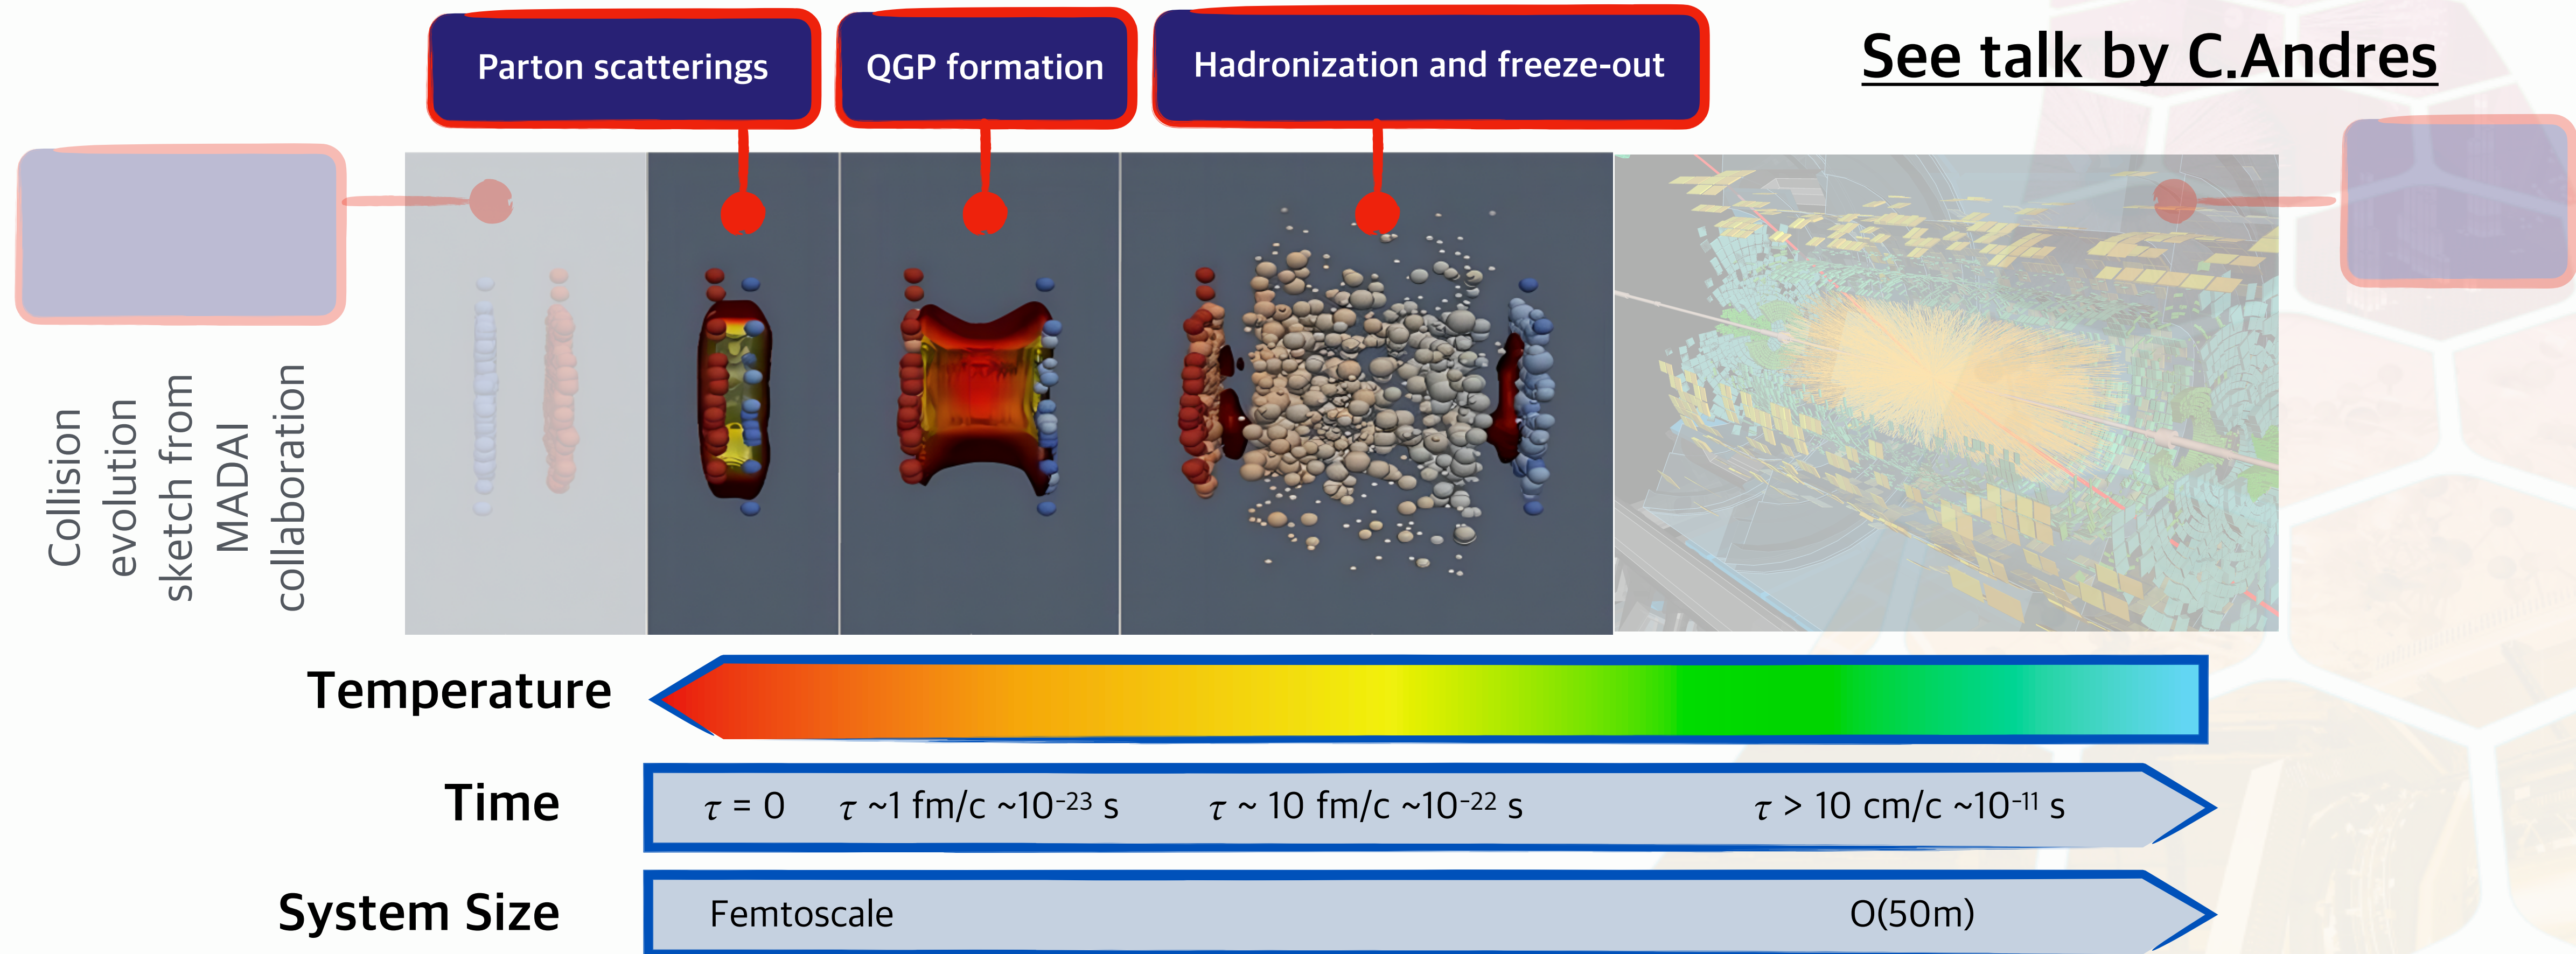 Parton scatterings
QGP formation
Hadronization and freeze-out
See talk by C.Andres
Collision
evolution
sketch from
MADAI
collaboration
Temperature
Time
τ = 0
τ ~1 fm/c ~10⁻²³ s
τ ~ 10 fm/c ~10⁻²² s
τ > 10 cm/c ~10⁻¹¹ s
System Size
Femtoscale
O(50m)